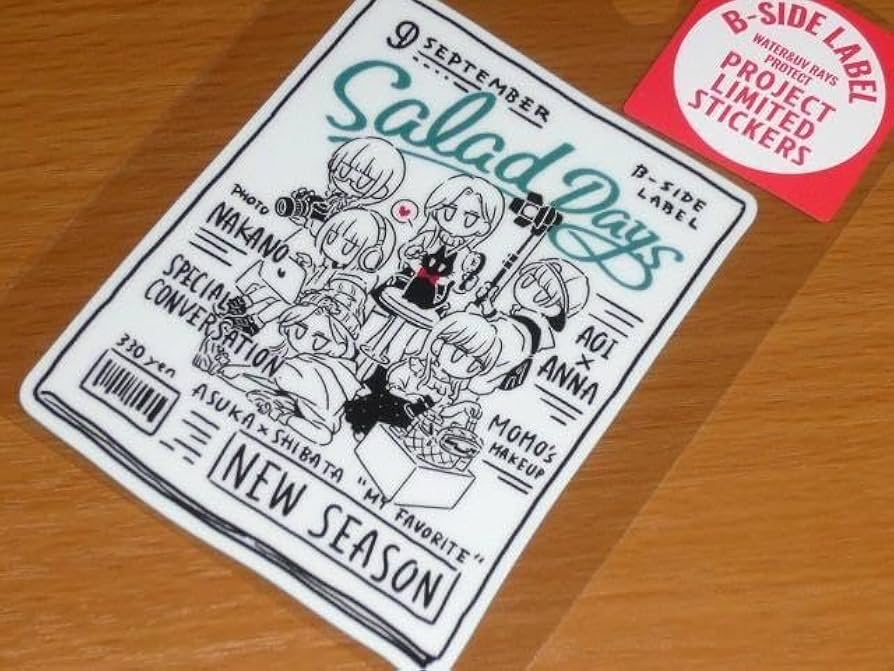 9 SEPTEMBER
Salad Days
B-SIDE
LABEL
PHOTO
NAKANO
SPECIAL
CONVERSATION
330 yen
AOI
×
ANNA
MOMO's
MAKEUP
ASUKA × SHIBATA "MY FAVORITE"
NEW SEASON
B-SIDE LABEL
WATER&UV RAYS
PROTECT
PROJECT
LIMITED
STICKERS